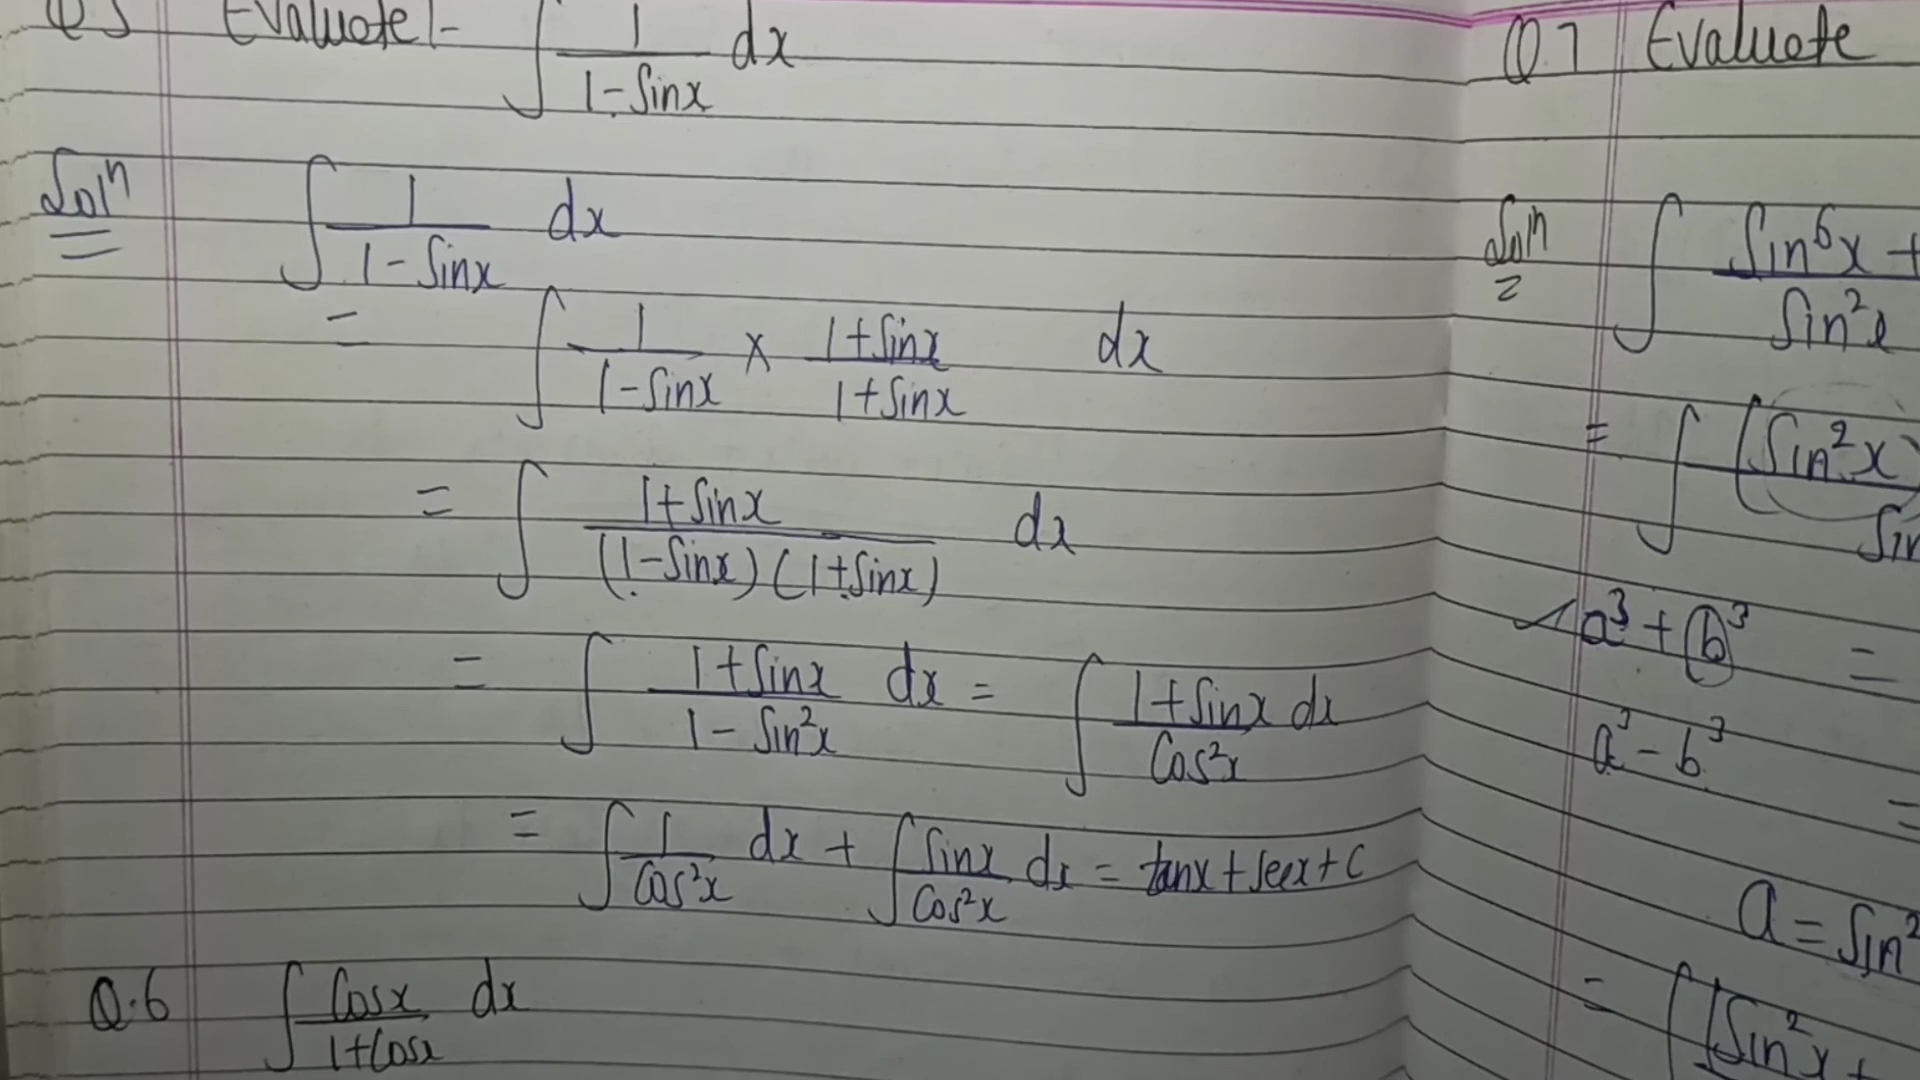 Q5 Evaluate:- ∫ 1/(1-Sinx) dx
Solⁿ ∫ 1/(1-Sinx) dx
= ∫ 1/(1-Sinx) × (1+Sinx)/(1+Sinx) dx
= ∫ (1+Sinx)/((1-Sinx)(1+Sinx)) dx
= ∫ (1+Sinx)/(1-Sin²x) dx = ∫ (1+Sinx)/(Cos²x) dx
= ∫ 1/(Cos²x) dx + ∫ Sinx/(Cos²x) dx = tanx+secx+C
Q.6 ∫ Cosx/(1+Cosx) dx
Q.7 Evaluate
Solⁿ ∫ (Sin⁶x +)/(Sin²x
= ∫ (Sin²x)/(Sin
a³ + b³ =
a³ - b³ =
a = Sin²
= ∫ [Sin²x +